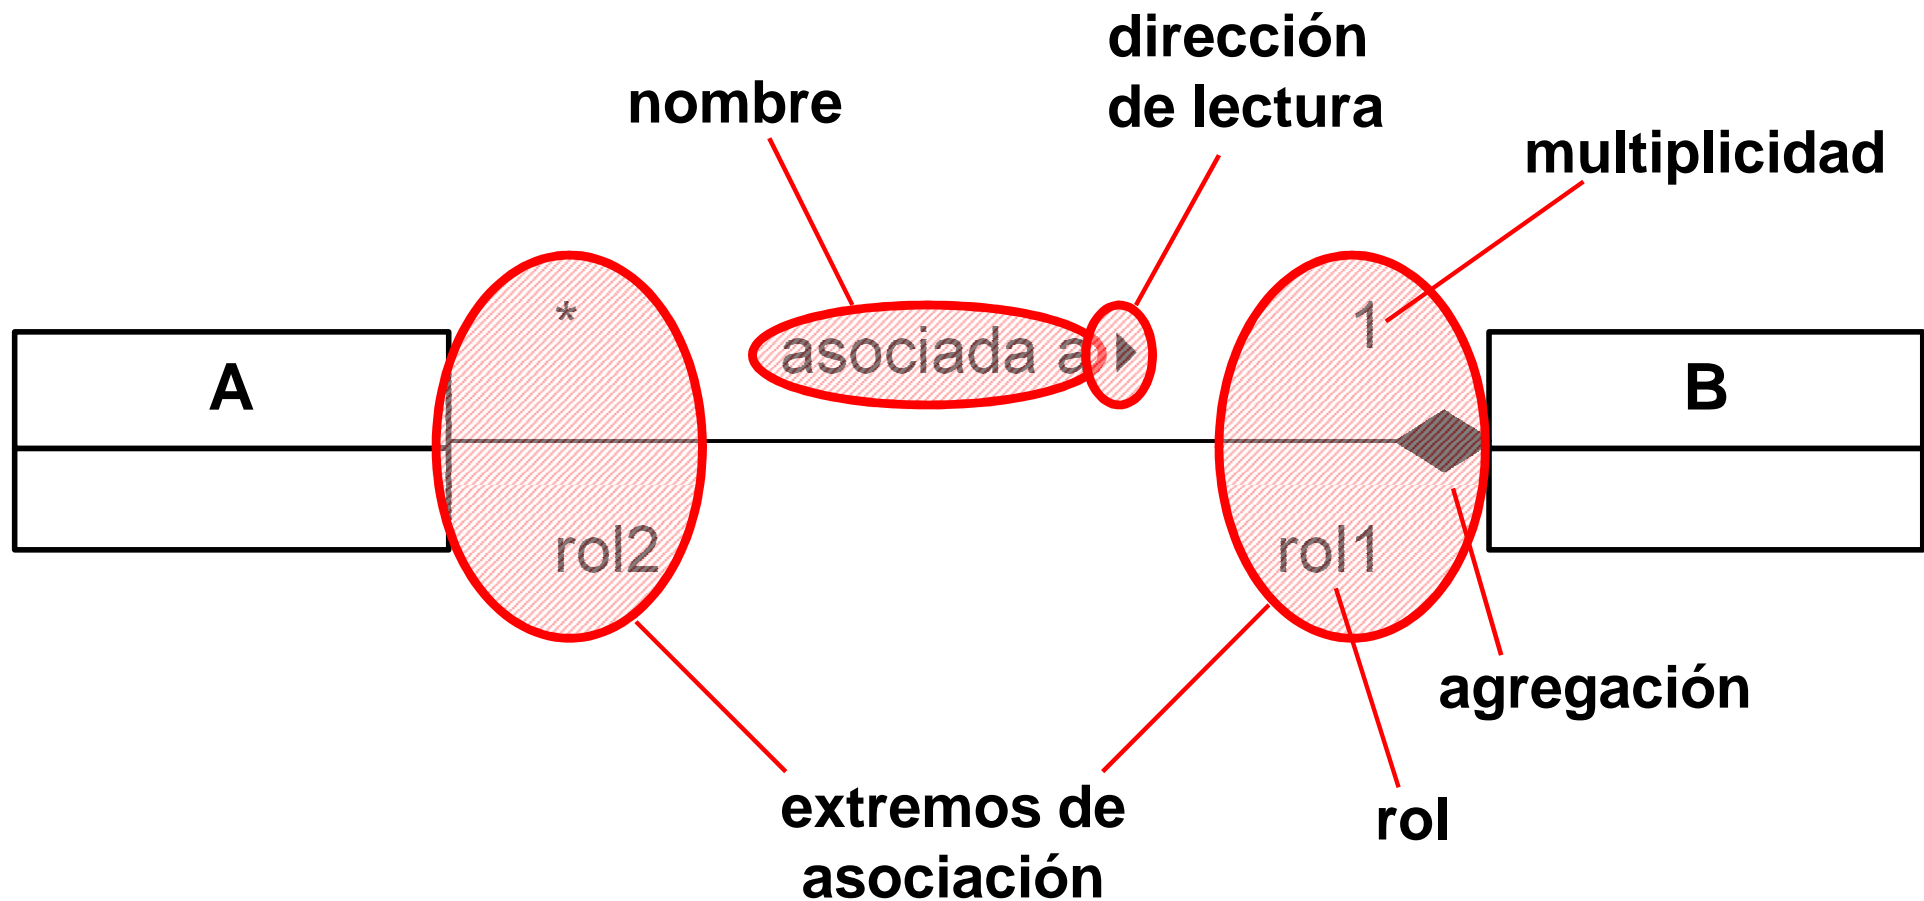 dirección
de lectura
nombre
multiplicidad
*
asociada a
1
A
B
rol2
rol1
agregación
extremos de
asociación
rol